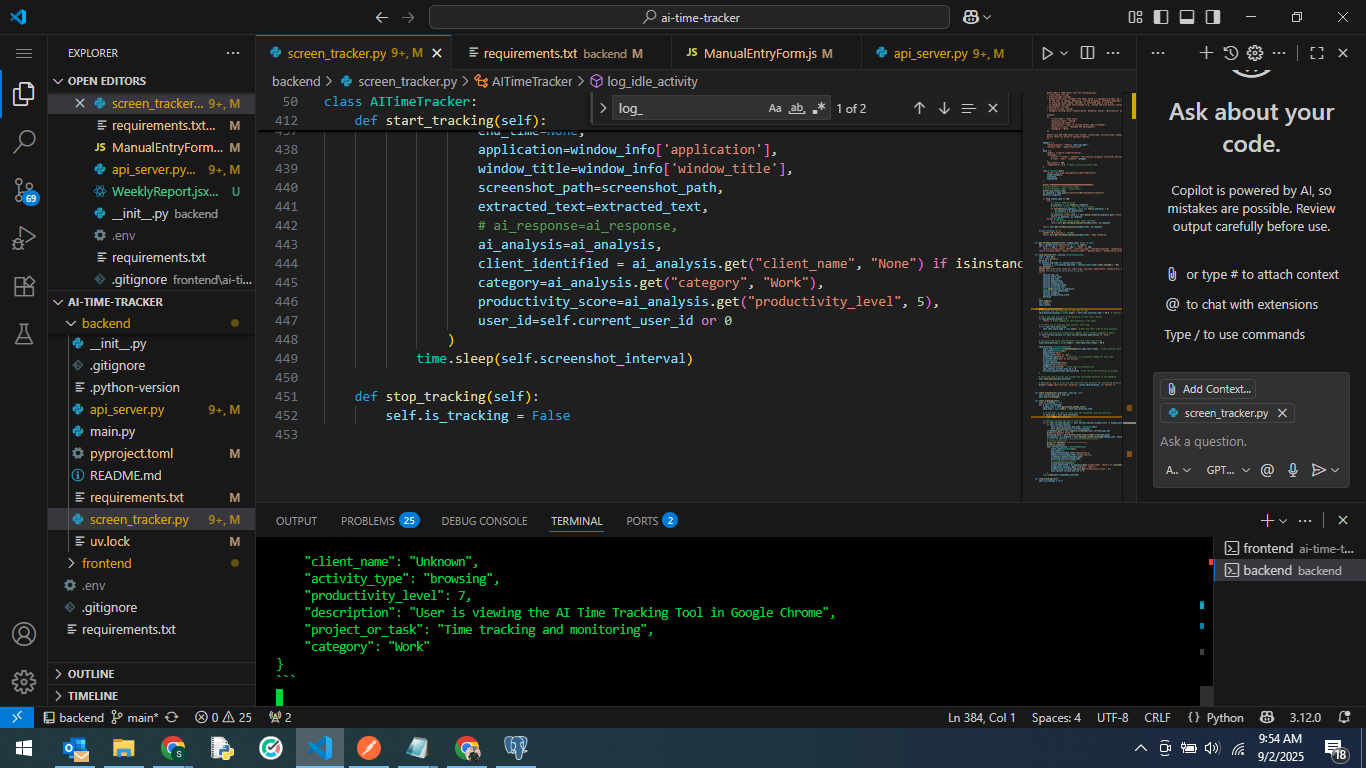 ai-time-tracker
EXPLORER
OPEN EDITORS
screen_tracker... 9+, M
requirements.txt... M
ManualEntryForm,... M
api_server.py... 9+, M
WeeklyReport.jsx... U
__init__.py backend
.env
requirements.txt
.gitignore frontend\ai-ti...
AI-TIME-TRACKER
backend
__init__.py
.gitignore
.python-version
api_server.py 9+, M
main.py
pyproject.toml M
README.md
requirements.txt M
screen_tracker.py 9+, M
uv.lock M
frontend
.env
.gitignore
requirements.txt
OUTLINE
TIMELINE
screen_tracker.py 9+, M
requirements.txt backend M
JS ManualEntryForm.js M
api_server.py 9+, M
backend > screen_tracker.py > AITimeTracker > log_idle_activity
log_ Aa ab .* 1 of 2
50 class AITimeTracker:
412 def start_tracking(self):
437 end_time=None,
438 application=window_info['application'],
439 window_title=window_info['window_title'],
440 screenshot_path=screenshot_path,
441 extracted_text=extracted_text,
442 # ai_response=ai_response,
443 ai_analysis=ai_analysis,
444 client_identified = ai_analysis.get("client_name", "None") if isinstanc
445 category=ai_analysis.get("category", "Work"),
446 productivity_score=ai_analysis.get("productivity_level", 5),
447 user_id=self.current_user_id or 0
448 )
449 time.sleep(self.screenshot_interval)
450
451 def stop_tracking(self):
452 self.is_tracking = False
453
Ask about your
code.
Copilot is powered by AI, so
mistakes are possible. Review
output carefully before use.
or type # to attach context
@ to chat with extensions
Type / to use commands
Add Context...
screen_tracker.py
Ask a question.
A.. GPT...
OUTPUT PROBLEMS 25 DEBUG CONSOLE TERMINAL PORTS 2
"client_name": "Unknown",
"activity_type": "browsing",
"productivity_level": 7,
"description": "User is viewing the AI Time Tracking Tool in Google Chrome",
"project_or_task": "Time tracking and monitoring",
"category": "Work"
}
```
frontend ai-time-t...
backend backend
69
backend main* 0 25 2
Ln 384, Col 1 Spaces: 4 UTF-8 CRLF {} Python 3.12.0
9:54 AM
9/2/2025
18